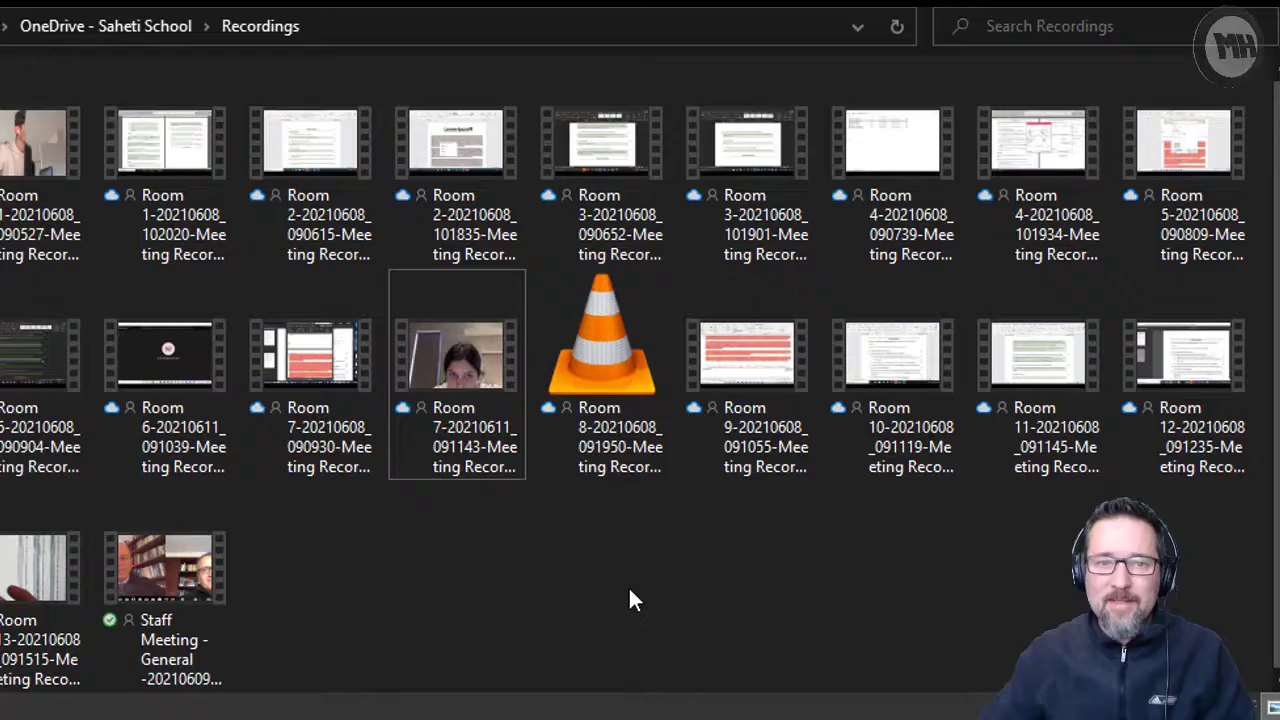 OneDrive - Saheti School > Recordings
Search Recordings
MH
Room
1-20210608_
090527-Mee
ting Recor...
Room
1-20210608_
102020-Mee
ting Recor...
Room
2-20210608_
090615-Mee
ting Recor...
Room
2-20210608_
101835-Mee
ting Recor...
Room
3-20210608_
090652-Mee
ting Recor...
Room
3-20210608_
101901-Mee
ting Recor...
Room
4-20210608_
090739-Mee
ting Recor...
Room
4-20210608_
101934-Mee
ting Recor...
Room
5-20210608_
090809-Mee
ting Recor...
Room
6-20210608_
090904-Mee
ting Recor...
Room
6-20210611_
091039-Mee
ting Recor...
Room
7-20210608_
090930-Mee
ting Recor...
Room
7-20210611_
091143-Mee
ting Recor...
Room
8-20210608_
091950-Mee
ting Recor...
Room
9-20210608_
091055-Mee
ting Recor...
Room
10-20210608
_091119-Me
eting Reco...
Room
11-20210608
_091145-Me
eting Reco...
Room
12-20210608
_091235-Me
eting Reco...
Room
13-20210608
_091515-Me
eting Reco...
Staff
Meeting -
General
-20210609...